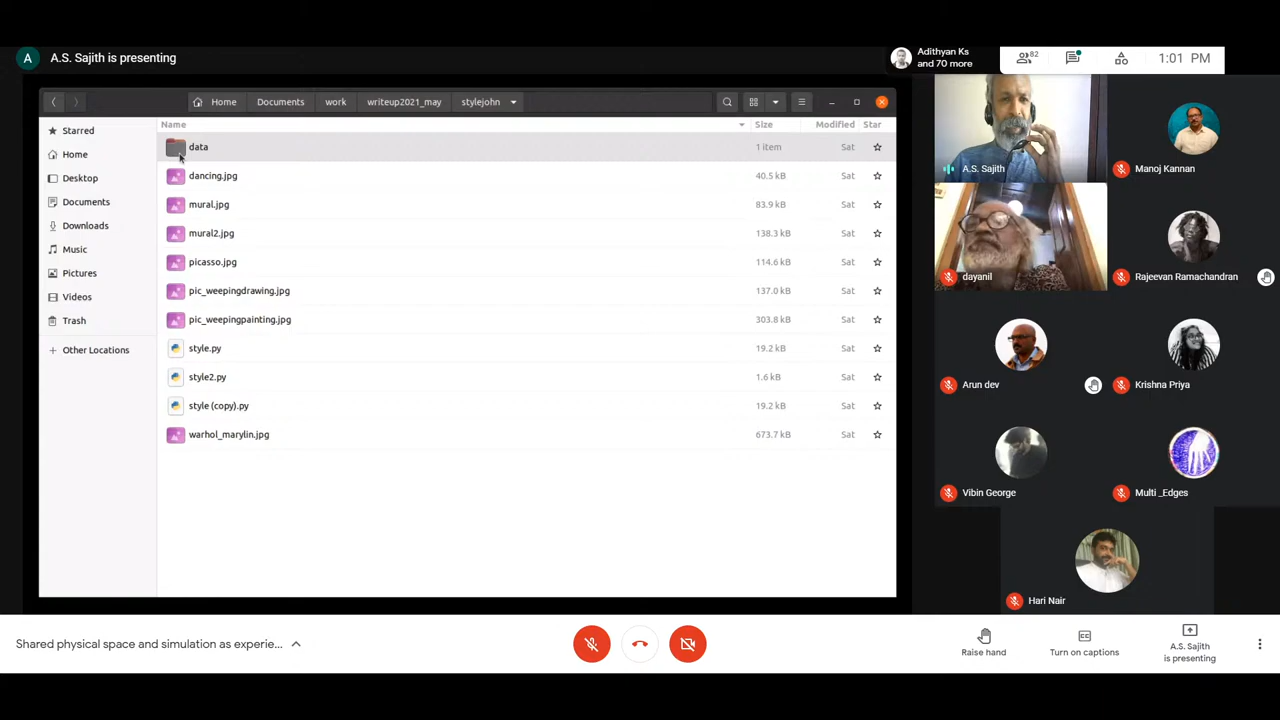 A
A.S. Sajith is presenting
Adithyan Ks
and 70 more
82
1:01 PM
Home
Documents
work
writeup2021_may
stylejohn
Starred
Home
Desktop
Documents
Downloads
Music
Pictures
Videos
Trash
Other Locations
Name Size Modified Star
data 1 item Sat
dancing.jpg 40.5 kB Sat
mural.jpg 83.9 kB Sat
mural2.jpg 138.3 kB Sat
picasso.jpg 114.6 kB Sat
pic_weepingdrawing.jpg 137.0 kB Sat
pic_weepingpainting.jpg 303.8 kB Sat
style.py 19.2 kB Sat
style2.py 1.6 kB Sat
style (copy).py 19.2 kB Sat
warhol_marylin.jpg 673.7 kB Sat
A.S. Sajith
Manoj Kannan
dayanil
Rajeevan Ramachandran
Arun dev
Krishna Priya
Vibin George
Multi _Edges
Hari Nair
Shared physical space and simulation as experie...
Raise hand
Turn on captions
A.S. Sajith
is presenting